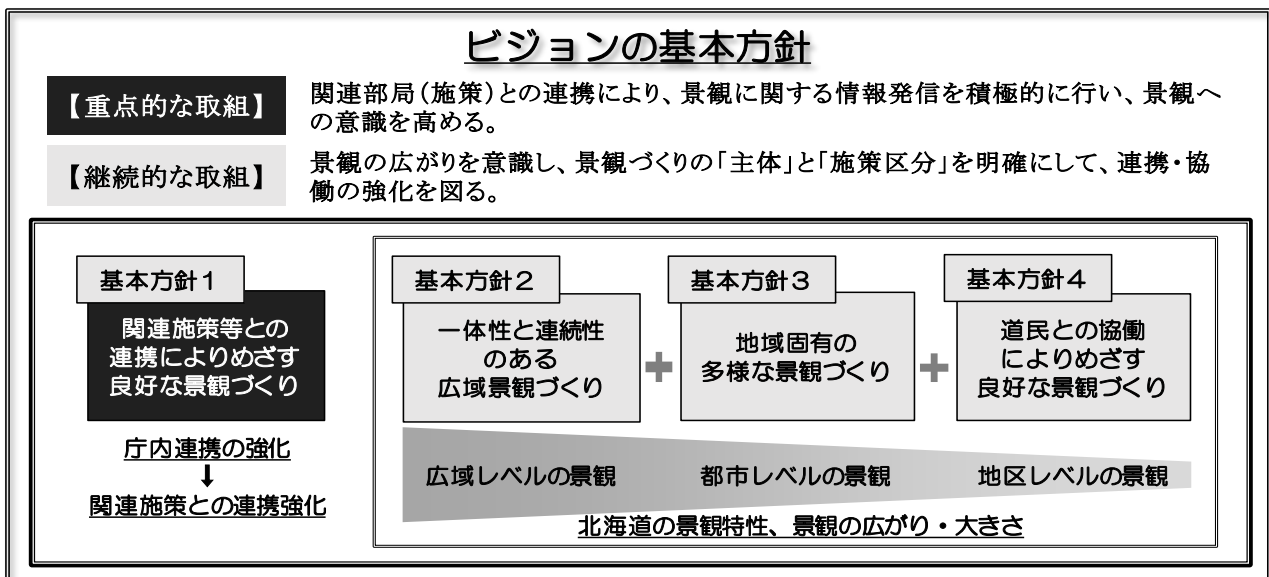 ビジョンの基本方針
【重点的な取組】
関連部局(施策)との連携により、景観に関する情報発信を積極的に行い、景観へ
の意識を高める。
【継続的な取組】
景観の広がりを意識し、景観づくりの「主体」と「施策区分」を明確にして、連携・協
働の強化を図る。
基本方針1
関連施策等との
連携によりめざす
良好な景観づくり
庁内連携の強化
↓
関連施策との連携強化
基本方針2
一体性と連続性
のある
広域景観づくり
+
基本方針3
地域固有の
多様な景観づくり
+
基本方針4
道民との協働
によりめざす
良好な景観づくり
広域レベルの景観
都市レベルの景観
地区レベルの景観
北海道の景観特性、景観の広がり・大きさ